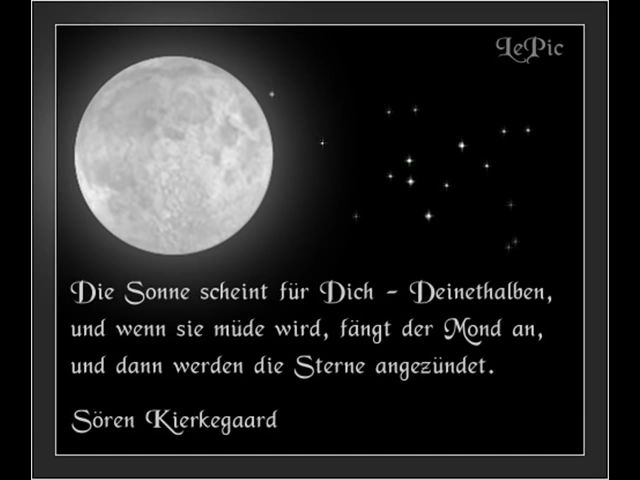 LePic
Die Sonne scheint für Dich - Deinethalben,
und wenn sie müde wird, fängt der Mond an,
und dann werden die Sterne angezündet.
Sören Kierkegaard